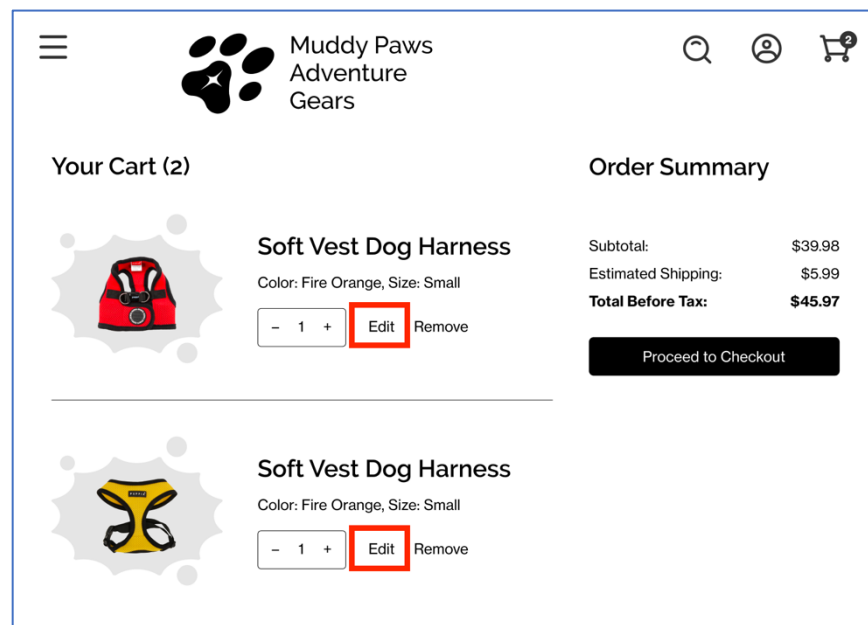 Muddy Paws
Adventure
Gears
2
Your Cart (2)
Soft Vest Dog Harness
Color: Fire Orange, Size: Small
– 1 + Edit Remove
Soft Vest Dog Harness
Color: Fire Orange, Size: Small
– 1 + Edit Remove
Order Summary
Subtotal: $39.98
Estimated Shipping: $5.99
Total Before Tax: $45.97
Proceed to Checkout